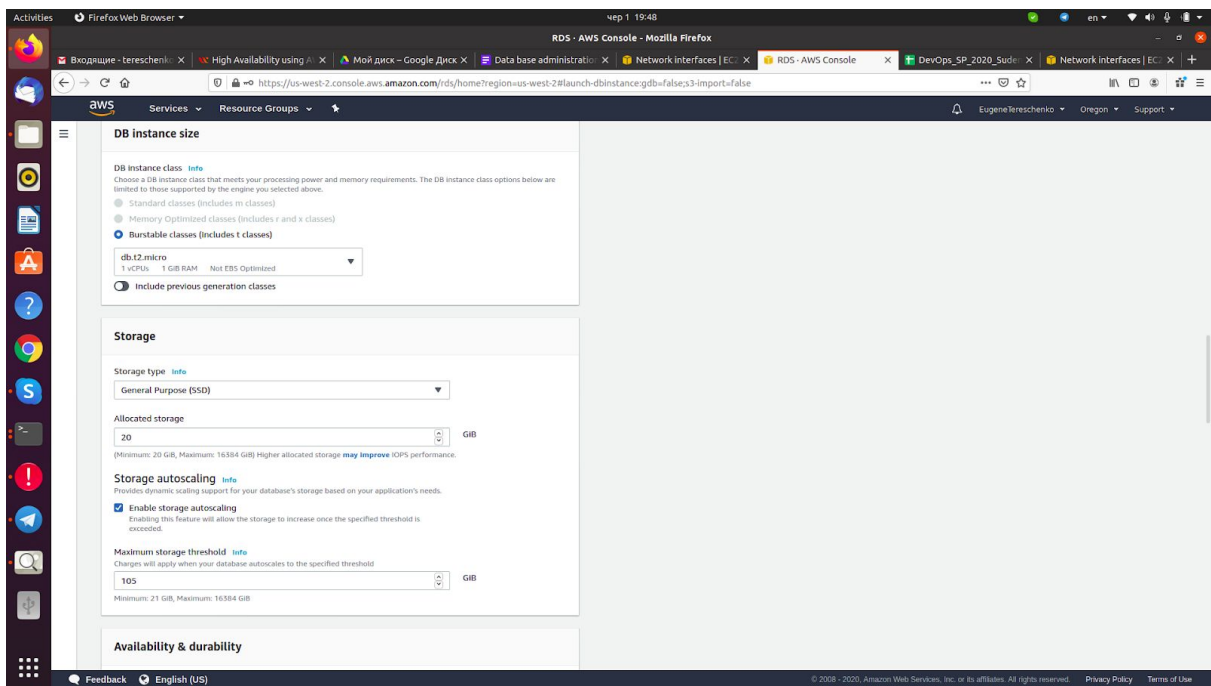 Activities
Firefox Web Browser
чер 1 19:48
en
RDS · AWS Console - Mozilla Firefox
Входящие - tereschenko
High Availability using A
Мой диск – Google Диск
Data base administratio
Network interfaces | EC2
RDS · AWS Console
DevOps_SP_2020_Sude
Network interfaces | EC2
https://us-west-2.console.aws.amazon.com/rds/home?region=us-west-2#launch-dbinstance:gdb=false;s3-import=false
aws
Services
Resource Groups
EugeneTereschenko
Oregon
Support
DB instance size
DB instance class Info
Choose a DB instance class that meets your processing power and memory requirements. The DB instance class options below are
limited to those supported by the engine you selected above.
Standard classes (includes m classes)
Memory Optimized classes (includes r and x classes)
Burstable classes (includes t classes)
db.t2.micro
1 vCPUs 1 GiB RAM Not EBS Optimized
Include previous generation classes
Storage
Storage type Info
General Purpose (SSD)
Allocated storage
20 GiB
(Minimum: 20 GiB, Maximum: 16384 GiB) Higher allocated storage may improve IOPS performance.
Storage autoscaling Info
Provides dynamic scaling support for your database's storage based on your application's needs.
Enable storage autoscaling
Enabling this feature will allow the storage to increase once the specified threshold is
exceeded.
Maximum storage threshold Info
Charges will apply when your database autoscales to the specified threshold
105 GiB
Minimum: 21 GiB, Maximum: 16384 GiB
Availability & durability
Feedback
English (US)
© 2008 - 2020, Amazon Web Services, Inc. or its affiliates. All rights reserved.
Privacy Policy
Terms of Use